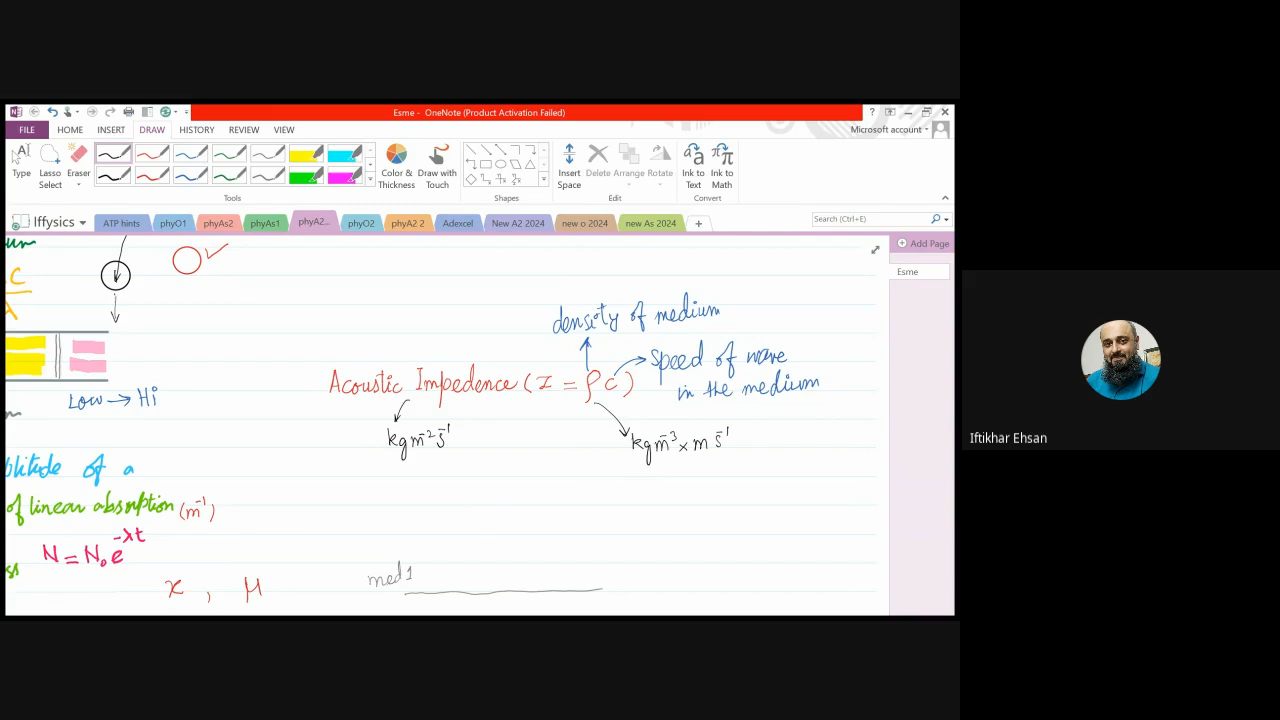 Esme - OneNote (Product Activation Failed)
FILE HOME INSERT DRAW HISTORY REVIEW VIEW
Microsoft account
Type Lasso Select Eraser
Color & Thickness Draw with Touch
Insert Space Delete Arrange Rotate
Ink to Text Ink to Math
Tools Shapes Edit Convert
Iffysics ATP hints phyO1 phyAs2 phyAs1 phyA2... phyO2 phyA2 2 Adexcel New A2 2024 new o 2024 new As 2024
Search (Ctrl+E)
Add Page
Esme
C
λ
density of medium
speed of wave
in the medium
Acoustic Impedence (Z = ρc)
Low → Hi
kg m⁻² s⁻¹
kg m⁻³ × m s⁻¹
plitude of a
of linear absorption (m⁻¹)
N = N₀ e^-λt
x , μ
med 1
Iftikhar Ehsan